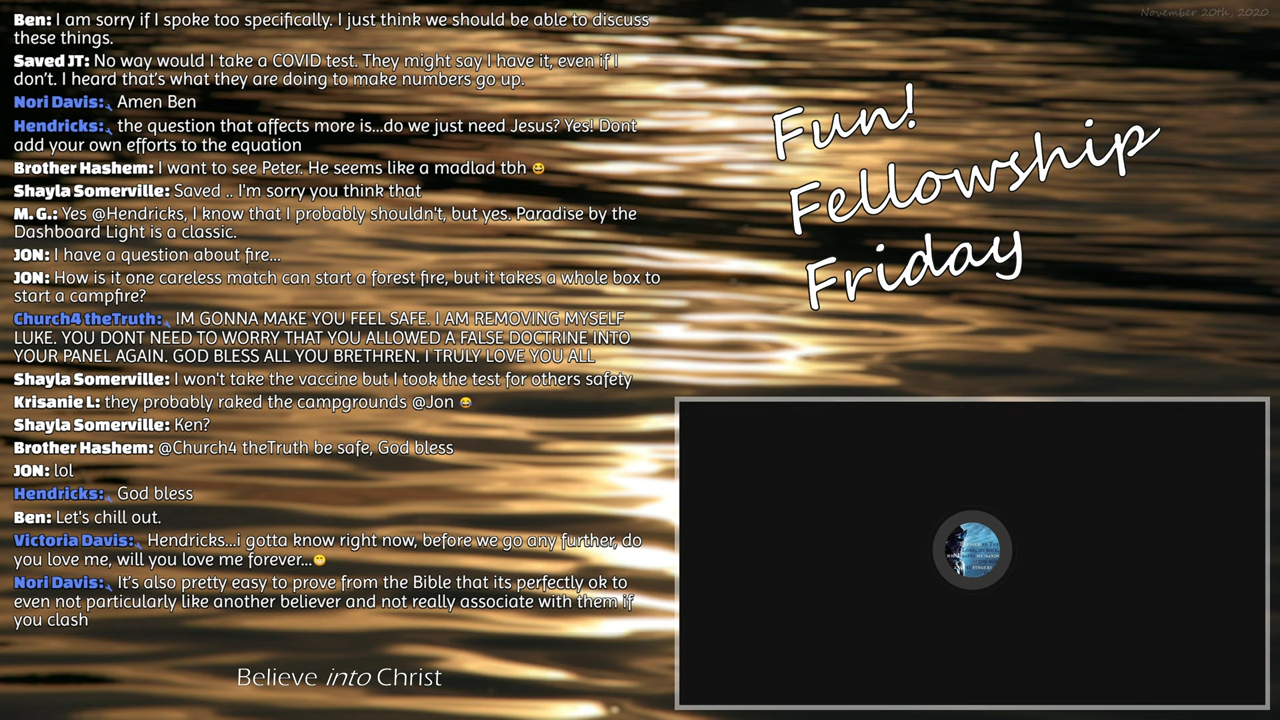 Ben: I am sorry if I spoke too specifically. I just think we should be able to discuss
these things.
Saved JT: No way would I take a COVID test. They might say I have it, even if I
don't. I heard that's what they are doing to make numbers go up.
Nori Davis: Amen Ben
Hendricks: the question that affects more is...do we just need Jesus? Yes! Dont
add your own efforts to the equation
Brother Hashem: I want to see Peter. He seems like a madlad tbh 😄
Shayla Somerville: Saved .. I'm sorry you think that
M. G.: Yes @Hendricks, I know that I probably shouldn't, but yes. Paradise by the
Dashboard Light is a classic.
JON: I have a question about fire...
JON: How is it one careless match can start a forest fire, but it takes a whole box to
start a campfire?
Church4 theTruth: IM GONNA MAKE YOU FEEL SAFE. I AM REMOVING MYSELF
LUKE. YOU DONT NEED TO WORRY THAT YOU ALLOWED A FALSE DOCTRINE INTO
YOUR PANEL AGAIN. GOD BLESS ALL YOU BRETHREN. I TRULY LOVE YOU ALL
Shayla Somerville: I won't take the vaccine but I took the test for others safety
Krisanie L: they probably raked the campgrounds @Jon 😄
Shayla Somerville: Ken?
Brother Hashem: @Church4 theTruth be safe, God bless
JON: lol
Hendricks: God bless
Ben: Let's chill out.
Victoria Davis: Hendricks...i gotta know right now, before we go any further, do
you love me, will you love me forever...😁
Nori Davis: It's also pretty easy to prove from the Bible that its perfectly ok to
even not particularly like another believer and not really associate with them if
you clash
Believe into Christ
November 20th, 2020
Fun!
Fellowship
Friday